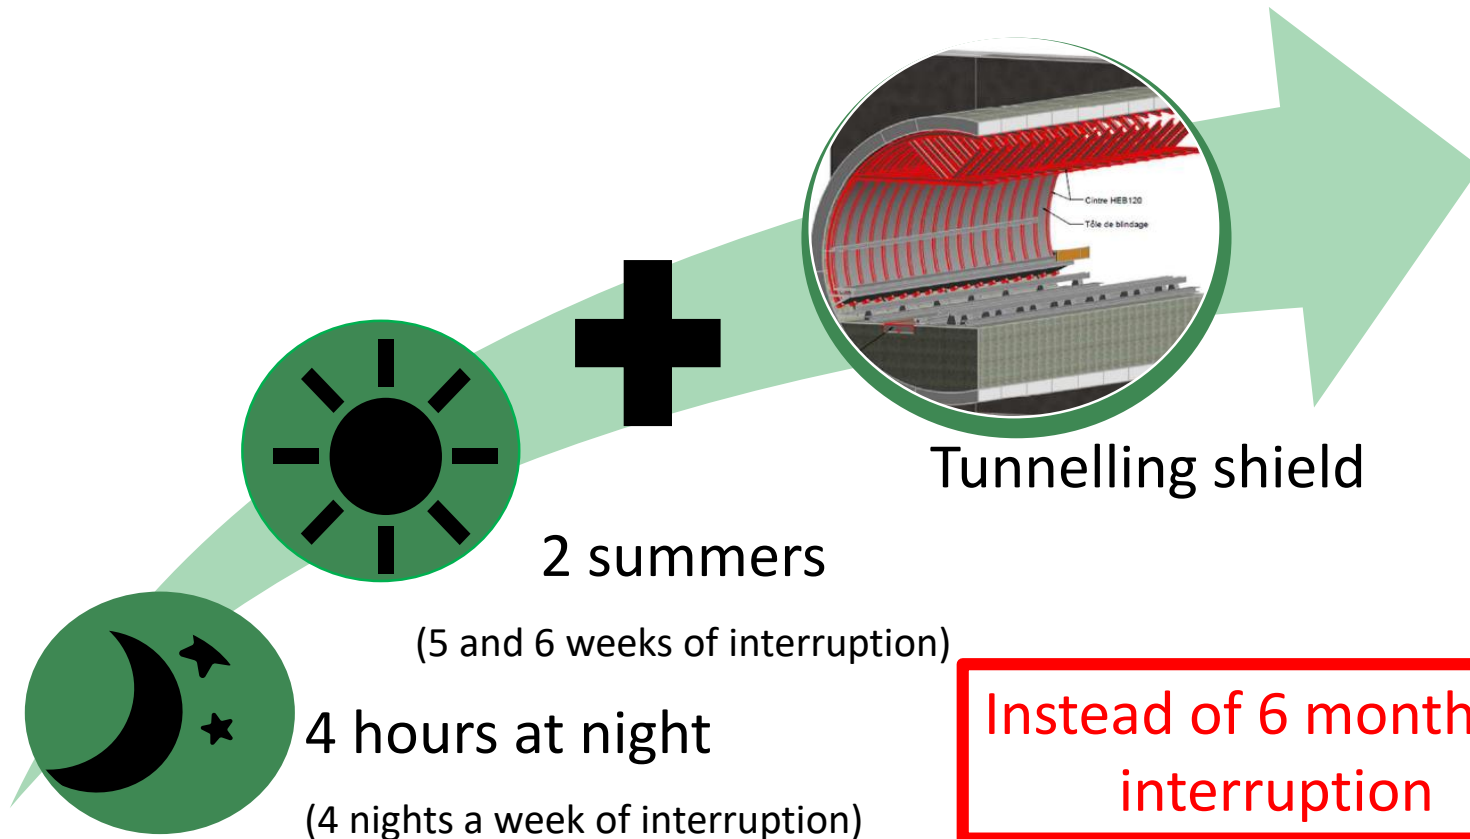 Cintre HEB120
Tôle de blindage
Tunnelling shield
2 summers
(5 and 6 weeks of interruption)
4 hours at night
(4 nights a week of interruption)
Instead of 6 month
interruption